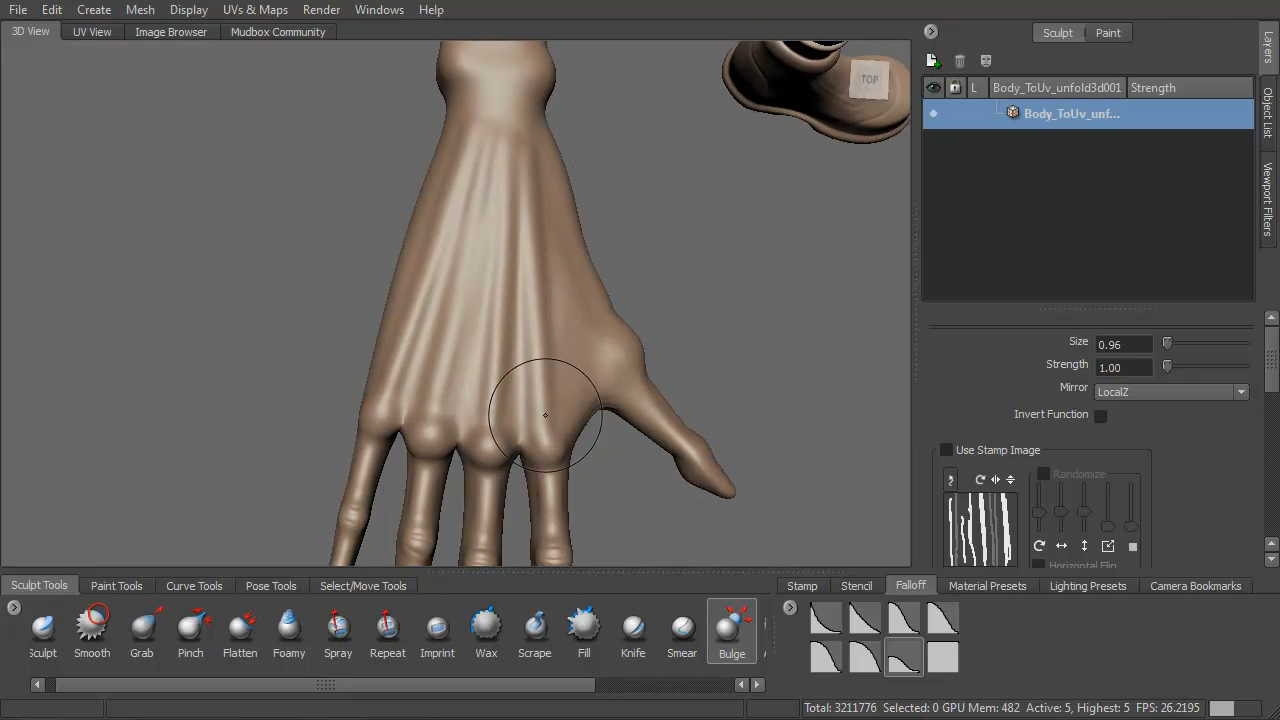 File Edit Create Mesh Display UVs & Maps Render Windows Help
3D View UV View Image Browser Mudbox Community
Sculpt Paint
TOP
Layers
Object List
Viewport Filters
L Body_ToUv_unfold3d001 Strength
Body_ToUv_unf...
Size 0.96
Strength 1.00
Mirror LocalZ
Invert Function
Use Stamp Image
Randomize
Horizontal Flip
Sculpt Tools Paint Tools Curve Tools Pose Tools Select/Move Tools
Stamp Stencil Falloff Material Presets Lighting Presets Camera Bookmarks
Sculpt Smooth Grab Pinch Flatten Foamy Spray Repeat Imprint Wax Scrape Fill Knife Smear Bulge
Total: 3211776 Selected: 0 GPU Mem: 482 Active: 5, Highest: 5 FPS: 26.2195